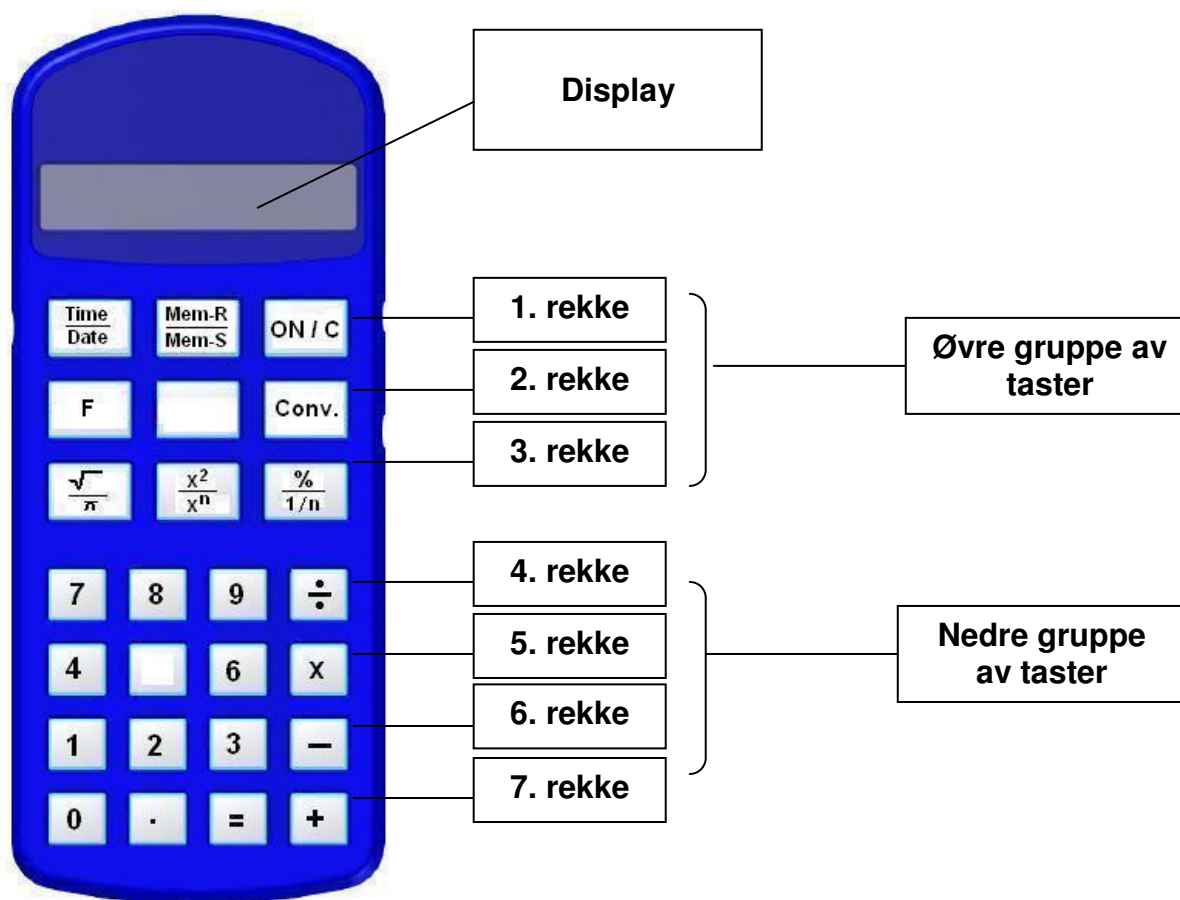 Display
Time
Date
Mem-R
Mem-S
ON / C
1. rekke
F
Conv.
2. rekke
Øvre gruppe av
taster
√
π
x²
xⁿ
%
1/n
3. rekke
7 8 9 ÷
4. rekke
4 6 x
5. rekke
Nedre gruppe
av taster
1 2 3 −
6. rekke
0 . = +
7. rekke